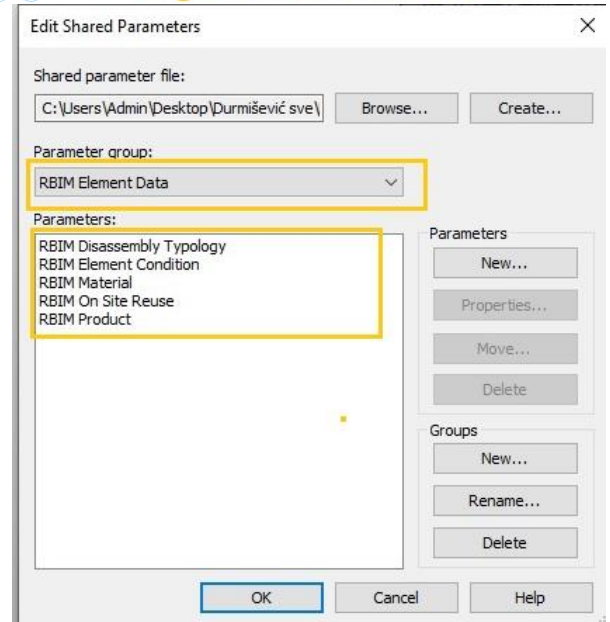 Edit Shared Parameters
Shared parameter file:
C:\Users\Admin\Desktop\Durmišević sve\
Browse...
Create...
Parameter group:
RBIM Element Data
Parameters:
RBIM Disassembly Typology
RBIM Element Condition
RBIM Material
RBIM On Site Reuse
RBIM Product
Parameters
New...
Properties...
Move...
Delete
Groups
New...
Rename...
Delete
OK
Cancel
Help